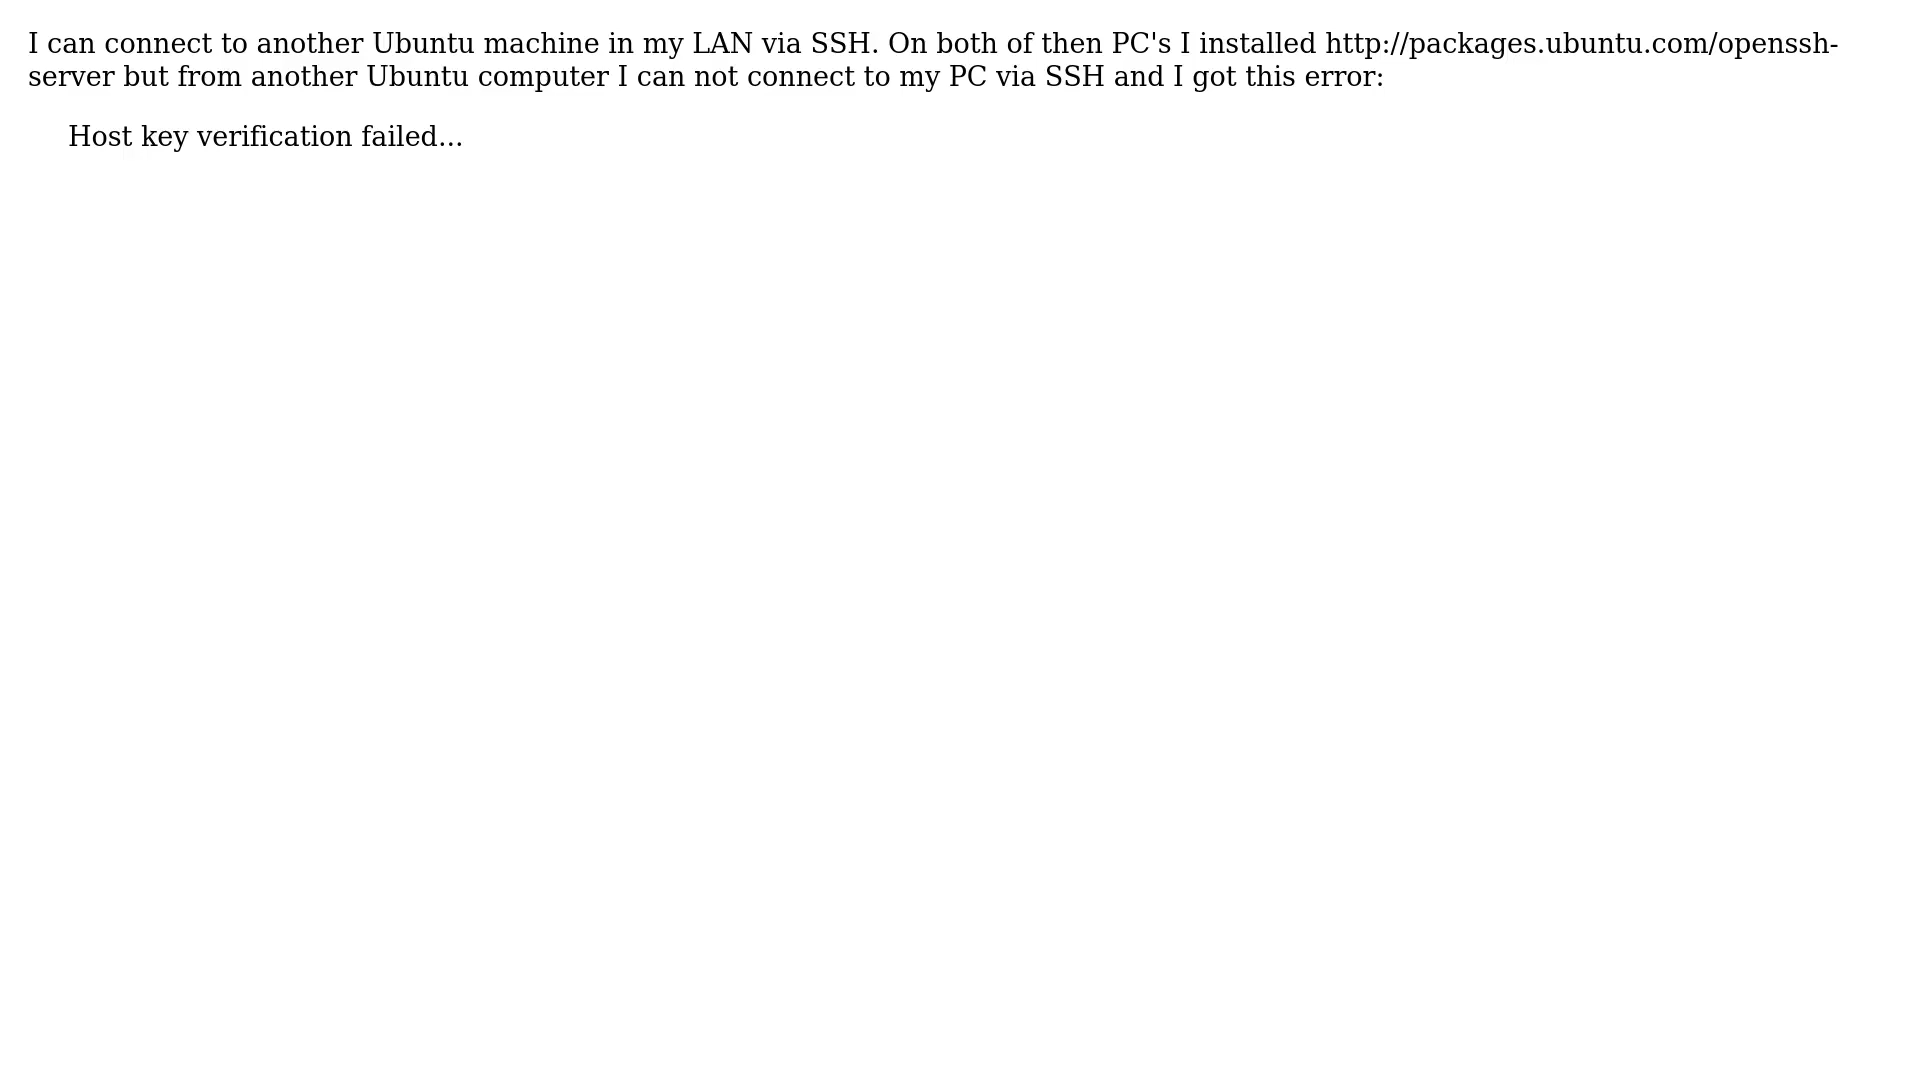 I can connect to another Ubuntu machine in my LAN via SSH. On both of then PC's I installed http://packages.ubuntu.com/openssh-
server but from another Ubuntu computer I can not connect to my PC via SSH and I got this error:
Host key verification failed...